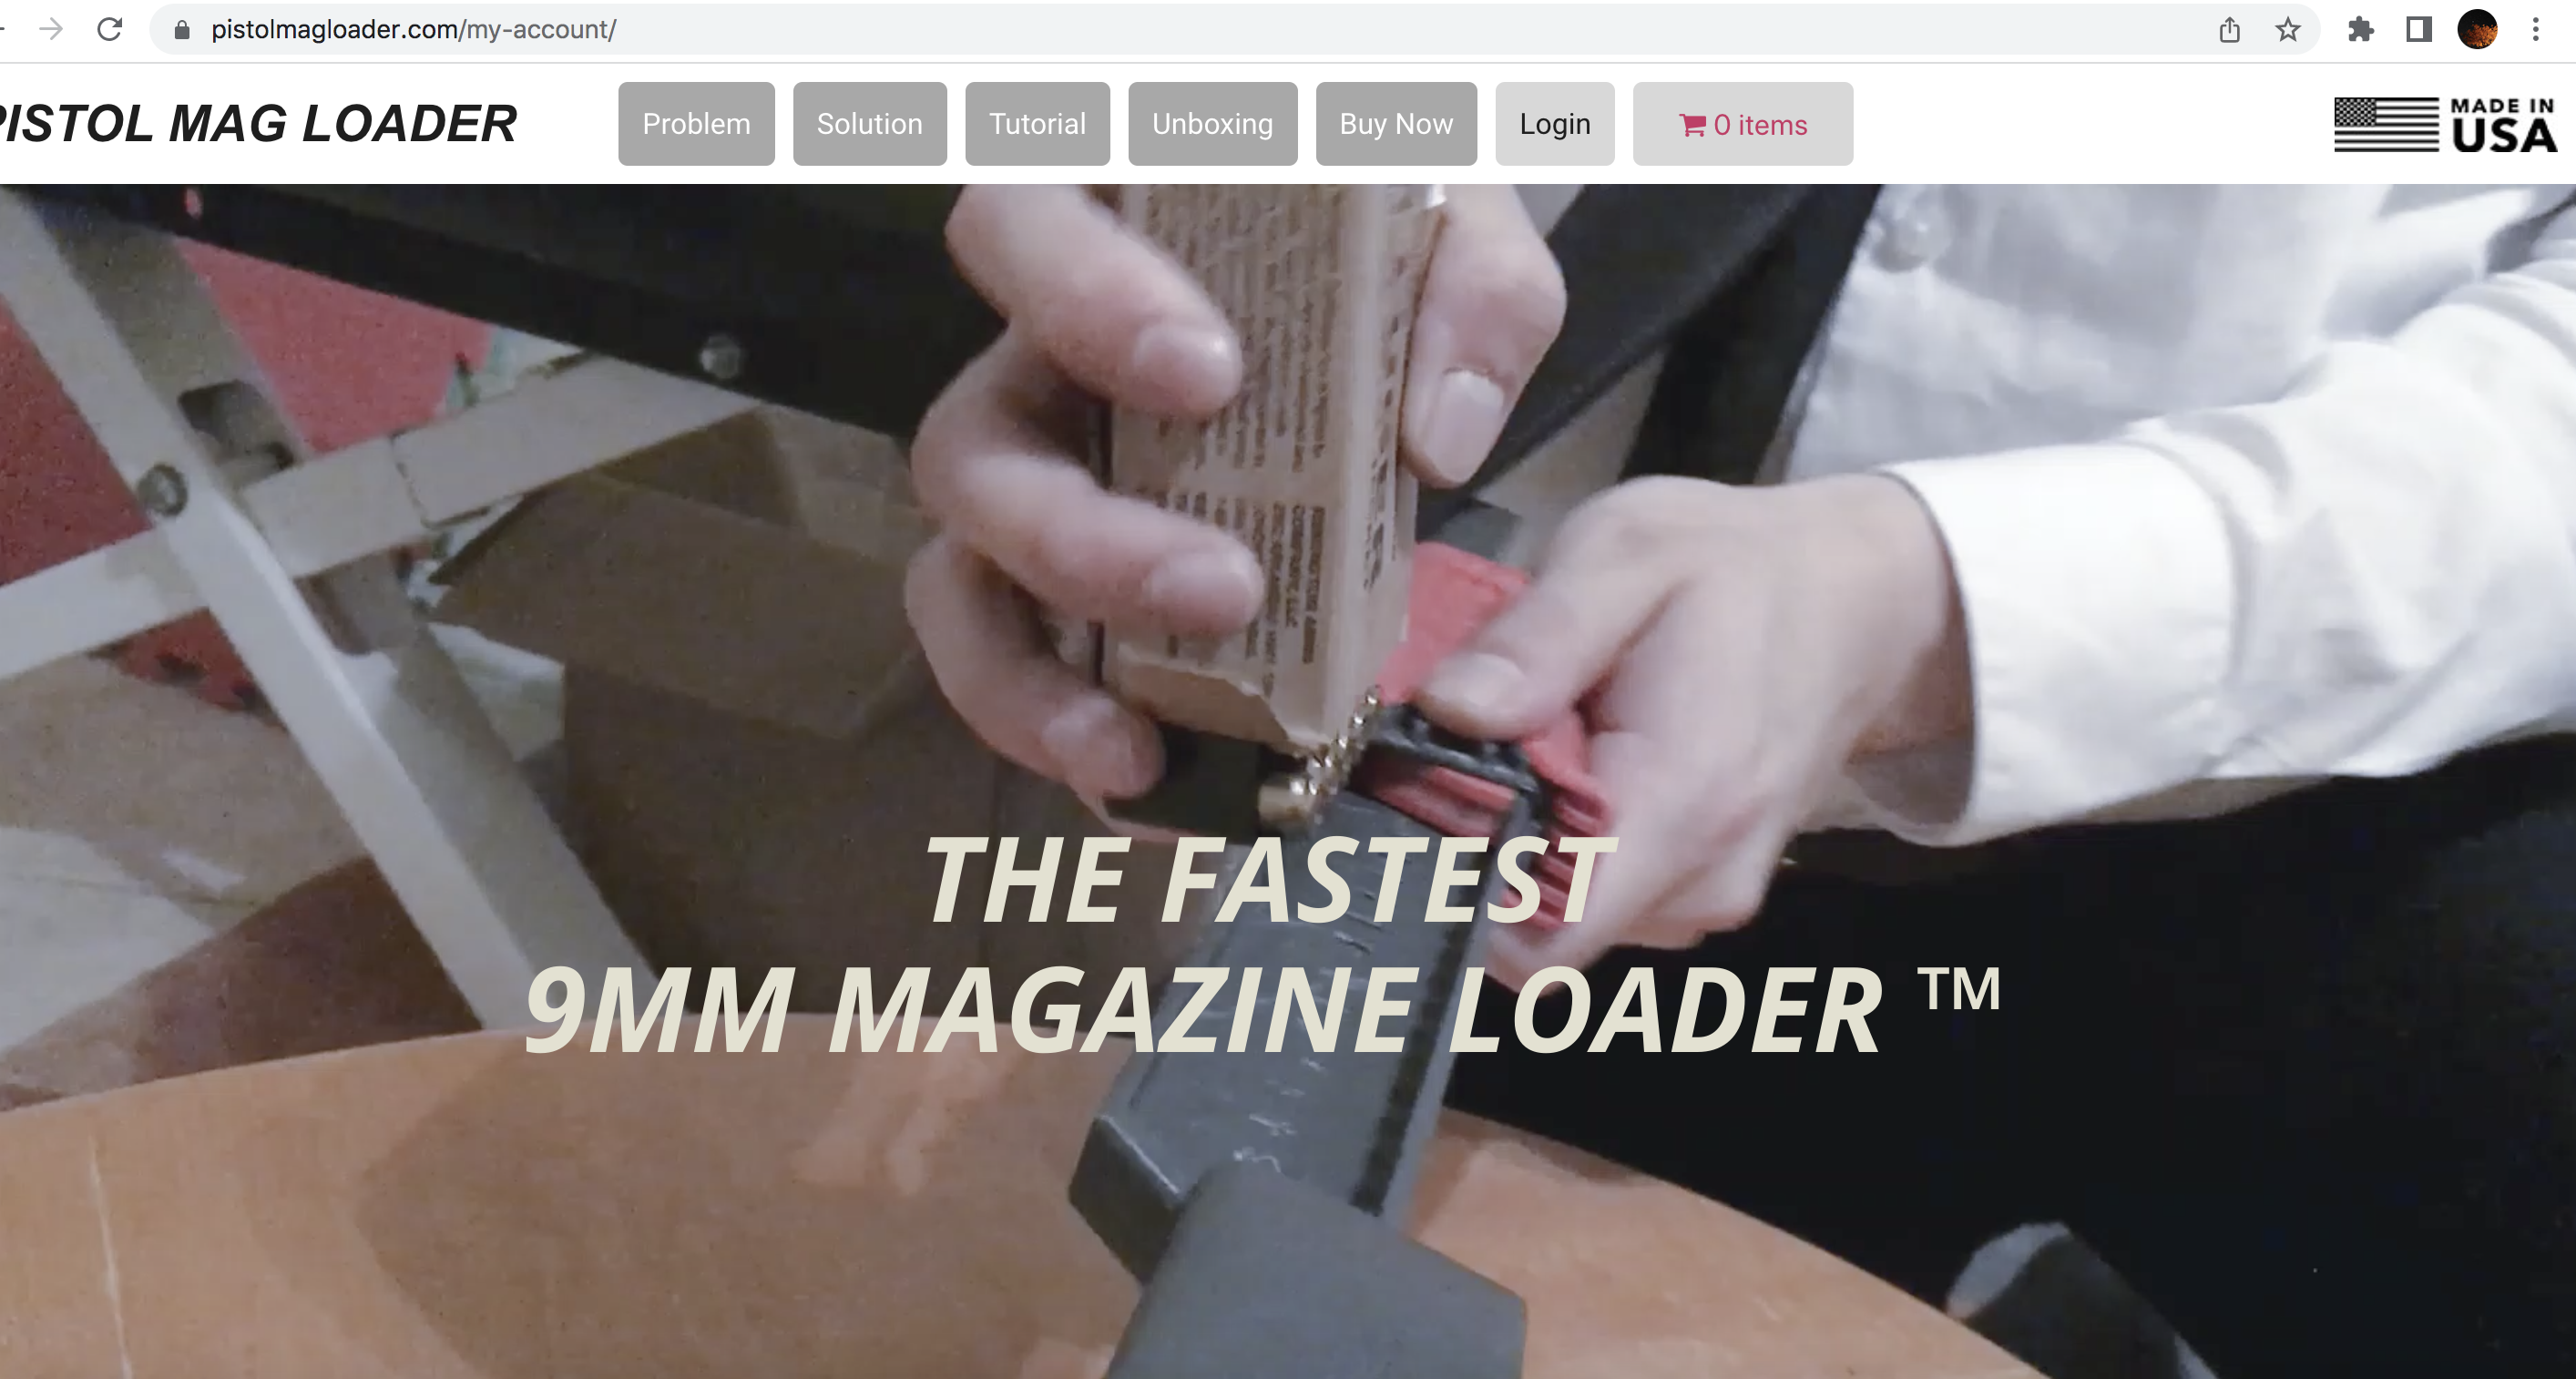 pistolmagloader.com/my-account/
PISTOL MAG LOADER
Problem
Solution
Tutorial
Unboxing
Buy Now
Login
0 items
MADE IN
USA
THE FASTEST
9MM MAGAZINE LOADER ™